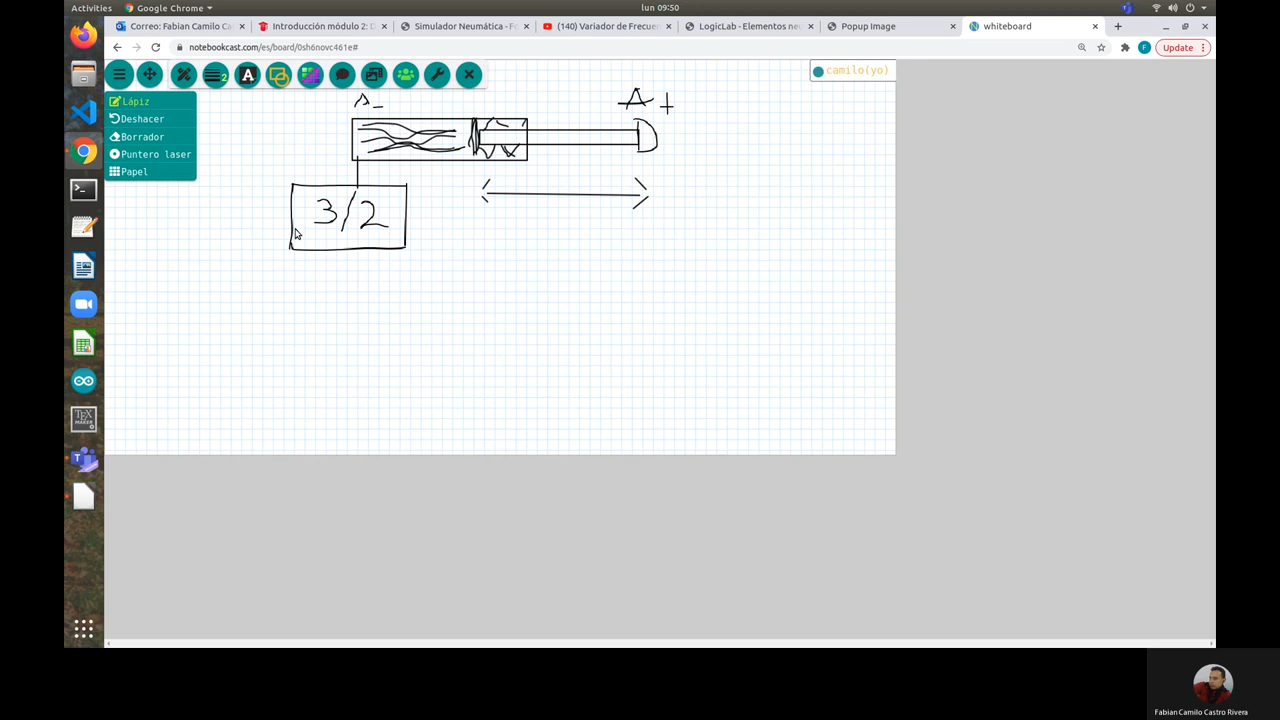 Activities
Google Chrome
lun 09:50
Correo: Fabian Camilo Ca
Introducción módulo 2: D
Simulador Neumática - Fe
(140) Variador de Frecue
LogicLab - Elementos ne
Popup Image
whiteboard
notebookcast.com/es/board/0sh6novc461e#
Update
2
A
camilo(yo)
Lápiz
Deshacer
Borrador
Puntero laser
Papel
A-
A+
3/2
Fabian Camilo Castro Rivera